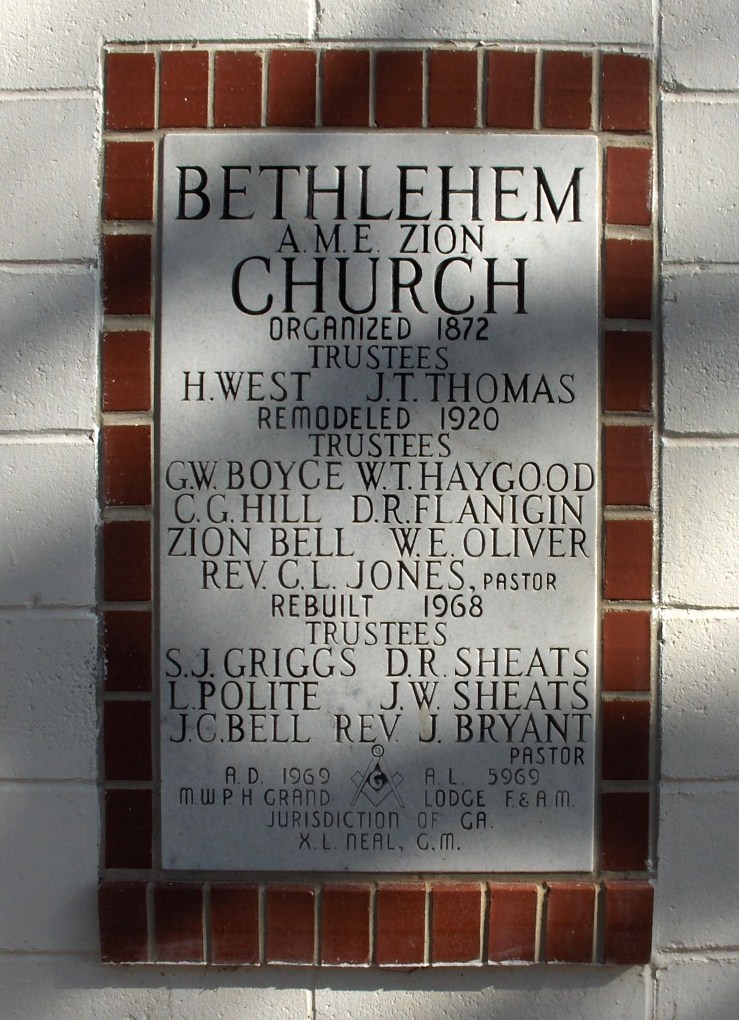 BETHLEHEM
A.M.E. ZION
CHURCH
ORGANIZED 1872
TRUSTEES
H. WEST J.T. THOMAS
REMODELED 1920
TRUSTEES
G.W. BOYCE W.T. HAYGOOD
C.G. HILL D.R. FLANIGIN
ZION BELL W.E. OLIVER
REV. C.L. JONES, PASTOR
REBUILT 1968
TRUSTEES
S.J. GRIGGS D.R. SHEATS
L. POLITE J.W. SHEATS
J.C. BELL REV. J. BRYANT
PASTOR
A.D. 1969 G A.L. 5969
M.W.P.H GRAND LODGE F. & A.M.
JURISDICTION OF GA.
X.L. NEAL, G.M.